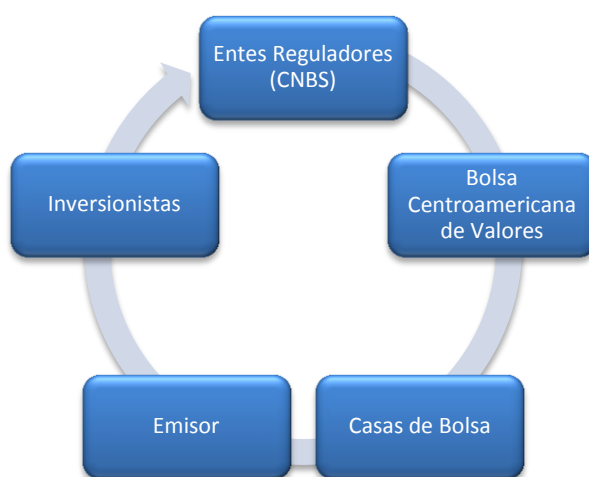 Entes Reguladores
(CNBS)
Bolsa
Centroamericana
de Valores
Casas de Bolsa
Emisor
Inversionistas